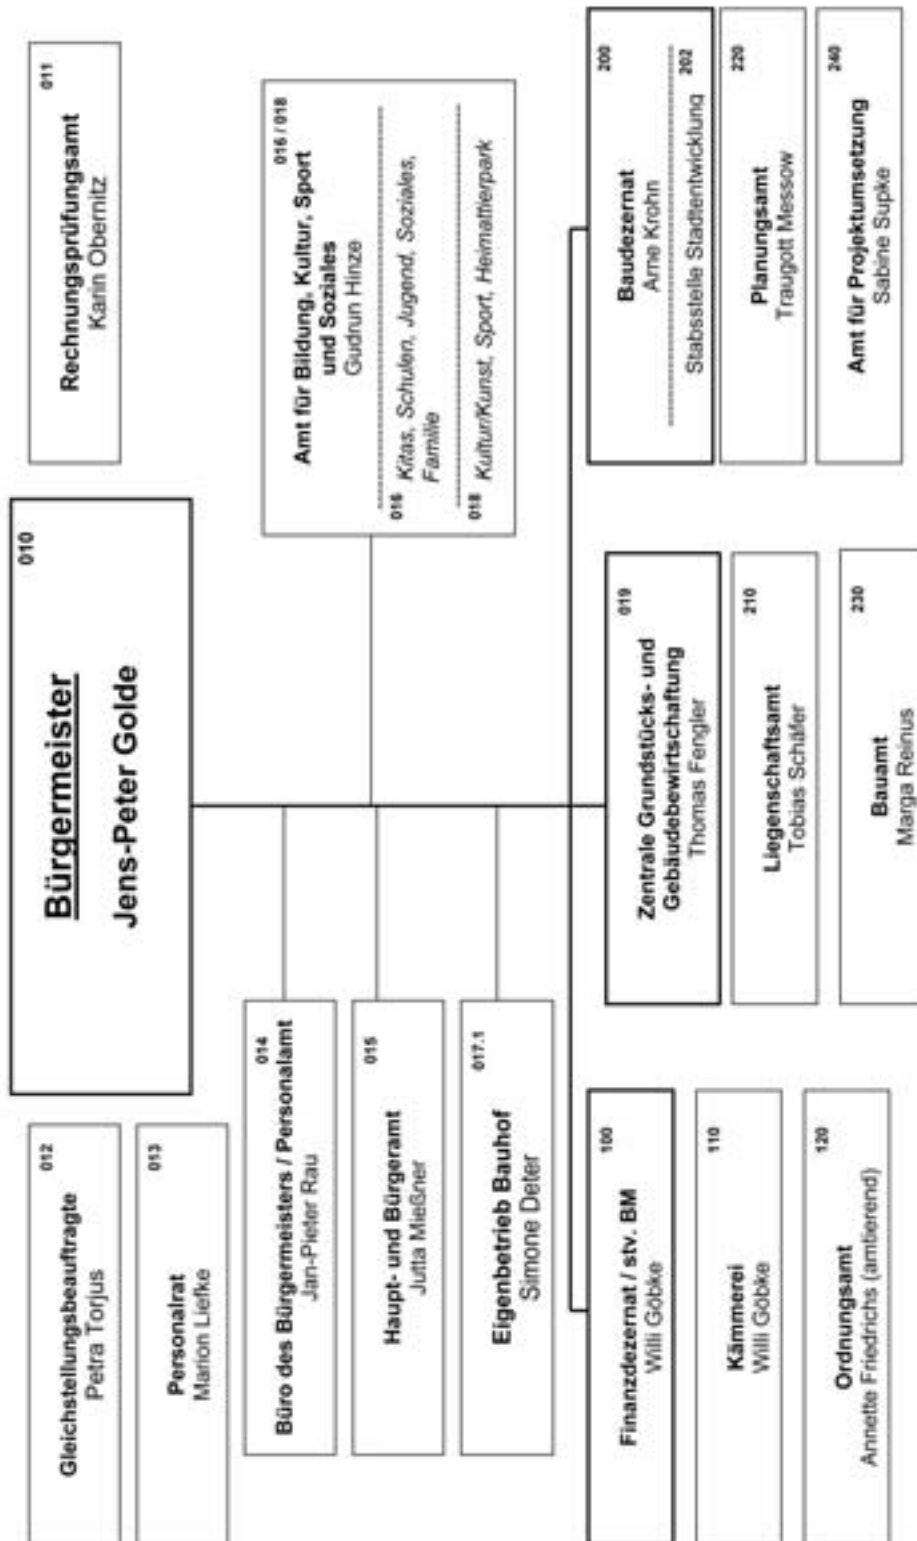 012
Gleichstellungsbeauftragte
Petra Torjus
013
Personalrat
Marion Liefke
010
Bürgermeister
Jens-Peter Golde
011
Rechnungsprüfungsamt
Karin Obernitz
014
Büro des Bürgermeisters / Personalamt
Jan-Pieter Rau
015
Haupt- und Bürgeramt
Jutta Mießner
017.1
Eigenbetrieb Bauhof
Simone Deter
016 / 018
Amt für Bildung, Kultur, Sport
und Soziales
Gudrun Hinze
016 Kitas, Schulen, Jugend, Soziales,
Familie
018 Kultur/Kunst, Sport, Heimattierpark
100
Finanzdezernat / stv. BM
Willi Göbke
110
Kämmerei
Willi Göbke
120
Ordnungsamt
Annette Friedrichs (amtierend)
019
Zentrale Grundstücks- und
Gebäudebewirtschaftung
Thomas Fengler
210
Liegenschaftsamt
Tobias Schäfer
230
Bauamt
Marga Reinus
200
Baudezernat
Arne Krohn
202
Stabsstelle Stadtentwicklung
220
Planungsamt
Traugott Messow
240
Amt für Projektumsetzung
Sabine Supke